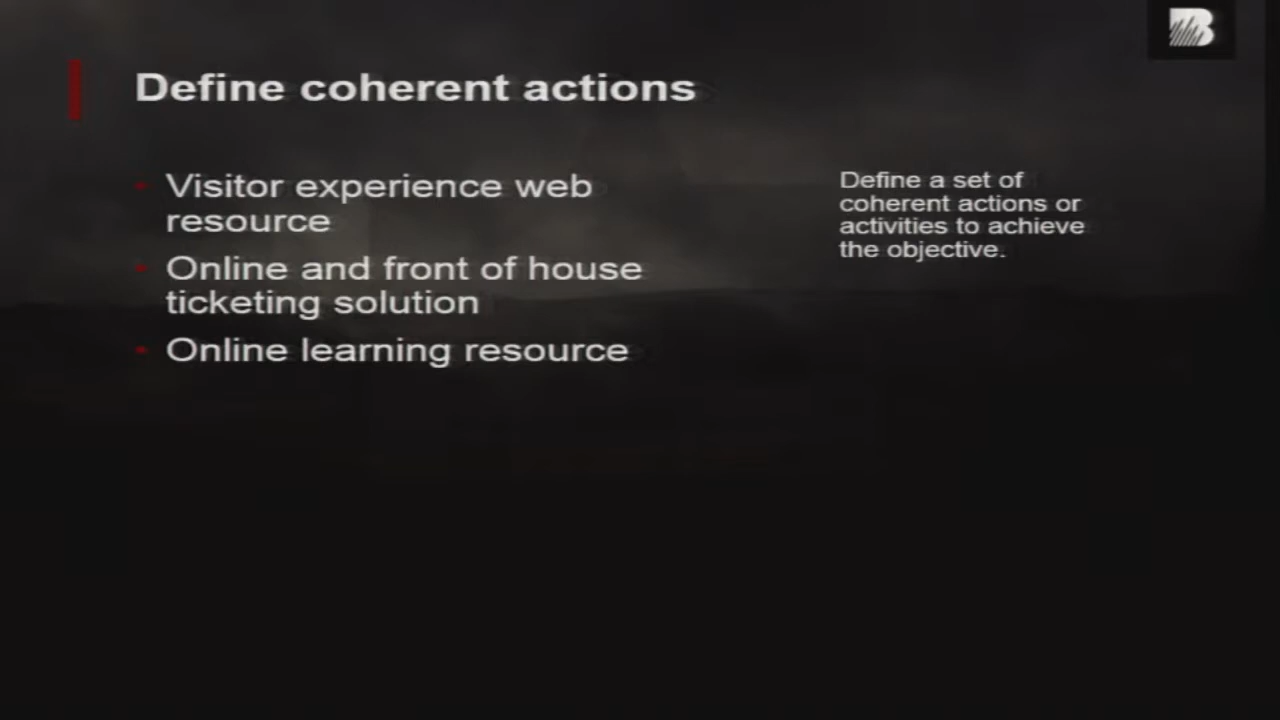 Define coherent actions
Visitor experience web
resource
Online and front of house
ticketing solution
Online learning resource
Define a set of
coherent actions or
activities to achieve
the objective.
B